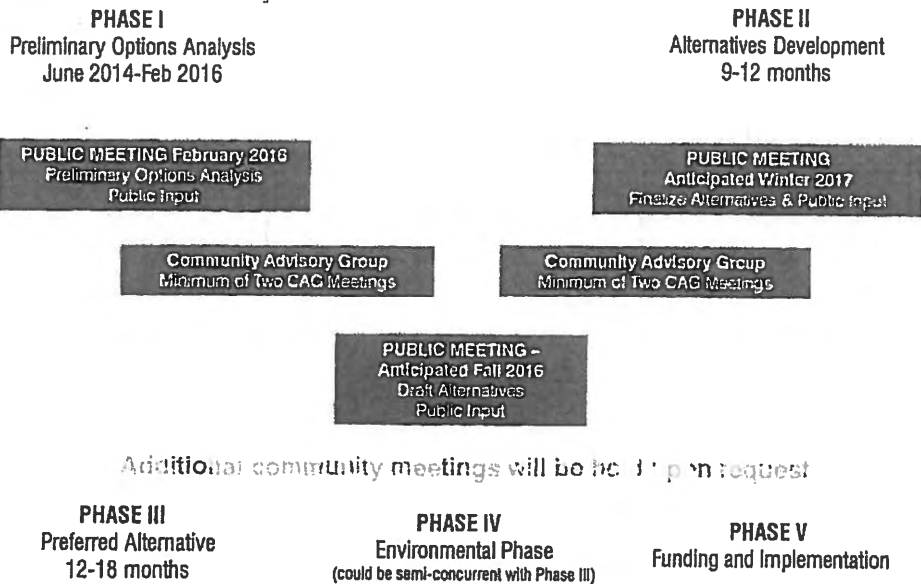 PHASE I
Preliminary Options Analysis
June 2014-Feb 2016
PHASE II
Alternatives Development
9-12 months
PUBLIC MEETING February 2016
Preliminary Options Analysis
Public Input
PUBLIC MEETING
Anticipated Winter 2017
Finalize Alternatives & Public Input
Community Advisory Group
Minimum of Two CAG Meetings
Community Advisory Group
Minimum of Two CAG Meetings
PUBLIC MEETING –
Anticipated Fall 2016
Draft Alternatives
Public Input
Additional community meetings will be held upon request
PHASE III
Preferred Alternative
12-18 months
PHASE IV
Environmental Phase
(could be semi-concurrent with Phase III)
PHASE V
Funding and Implementation